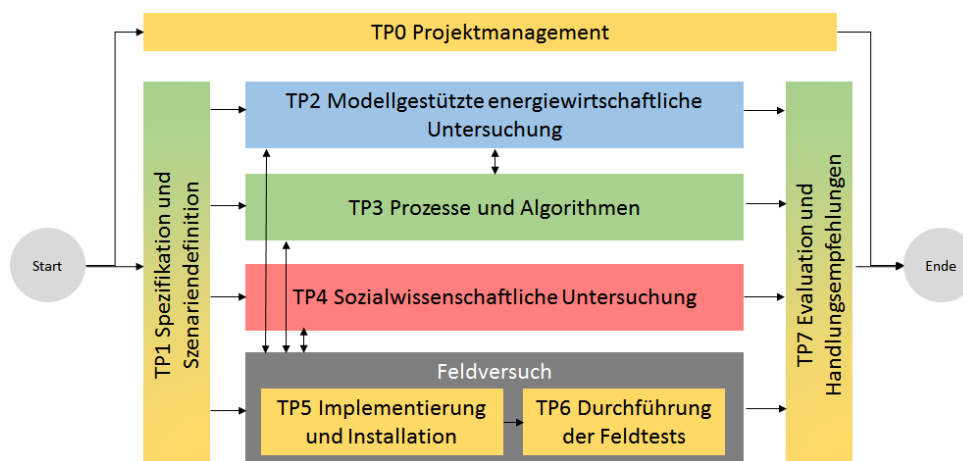 TP0 Projektmanagement
Start
TP1 Spezifikation und
Szenariendefinition
TP2 Modellgestützte energiewirtschaftliche
Untersuchung
TP3 Prozesse und Algorithmen
TP4 Sozialwissenschaftliche Untersuchung
Feldversuch
TP5 Implementierung
und Installation
TP6 Durchführung
der Feldtests
TP7 Evaluation und
Handlungsempfehlungen
Ende